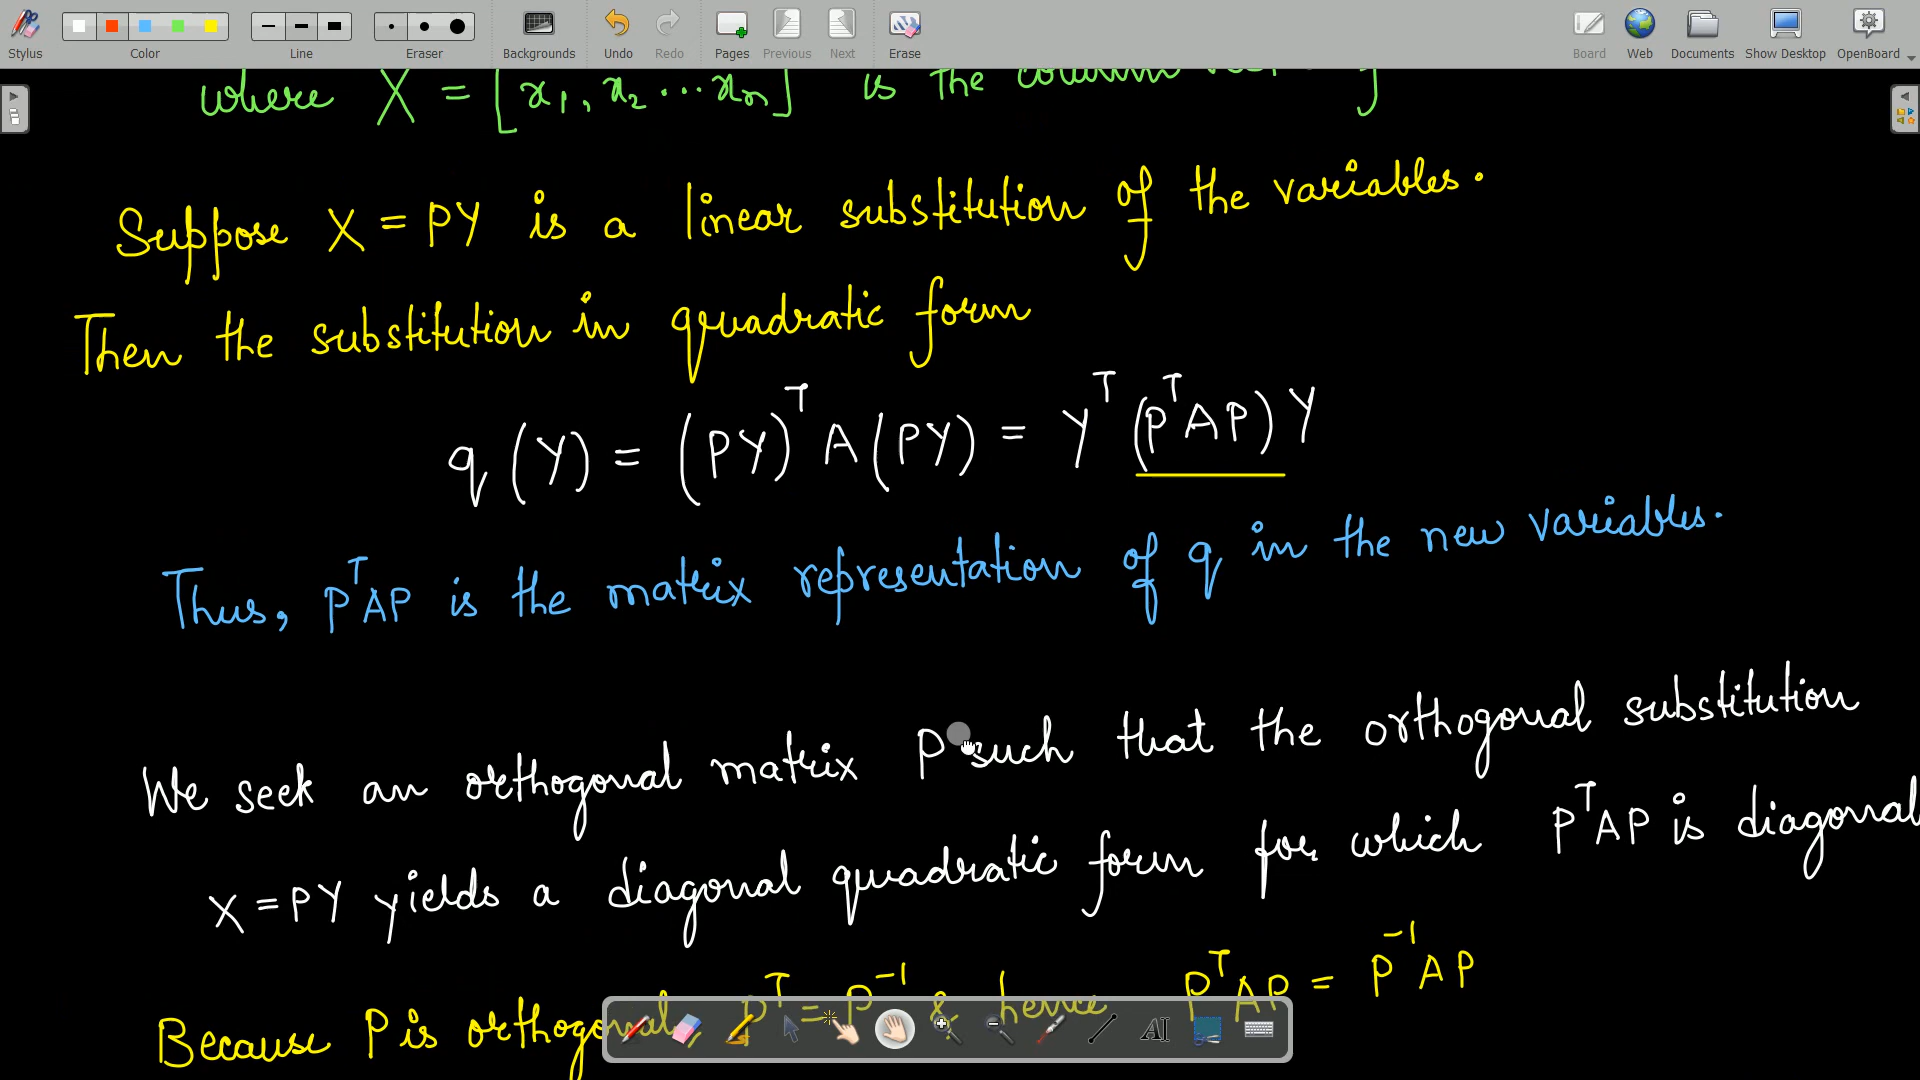 Stylus Color Line Eraser Backgrounds Undo Redo Pages Previous Next Erase Board Web Documents Show Desktop OpenBoard
where X = [x₁, x₂ ... xₙ] is the column
Suppose X = PY is a linear substitution of the variables.
Then the substitution in quadratic form
q(Y) = (PY)ᵀ A (PY) = Yᵀ (PᵀAP) Y
Thus, PᵀAP is the matrix representation of q in the new variables.
We seek an orthogonal matrix P such that the orthogonal substitution
X = PY yields a diagonal quadratic form for which PᵀAP is diagonal
Because P is orthogonal, Pᵀ = P⁻¹ & hence PᵀAP = P⁻¹AP
AI